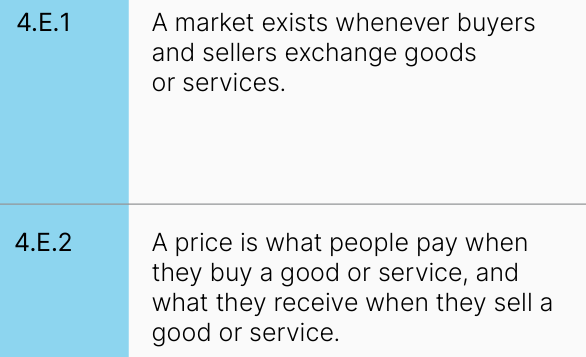 4.E.1
A market exists whenever buyers
and sellers exchange goods
or services.
4.E.2
A price is what people pay when
they buy a good or service, and
what they receive when they sell a
good or service.